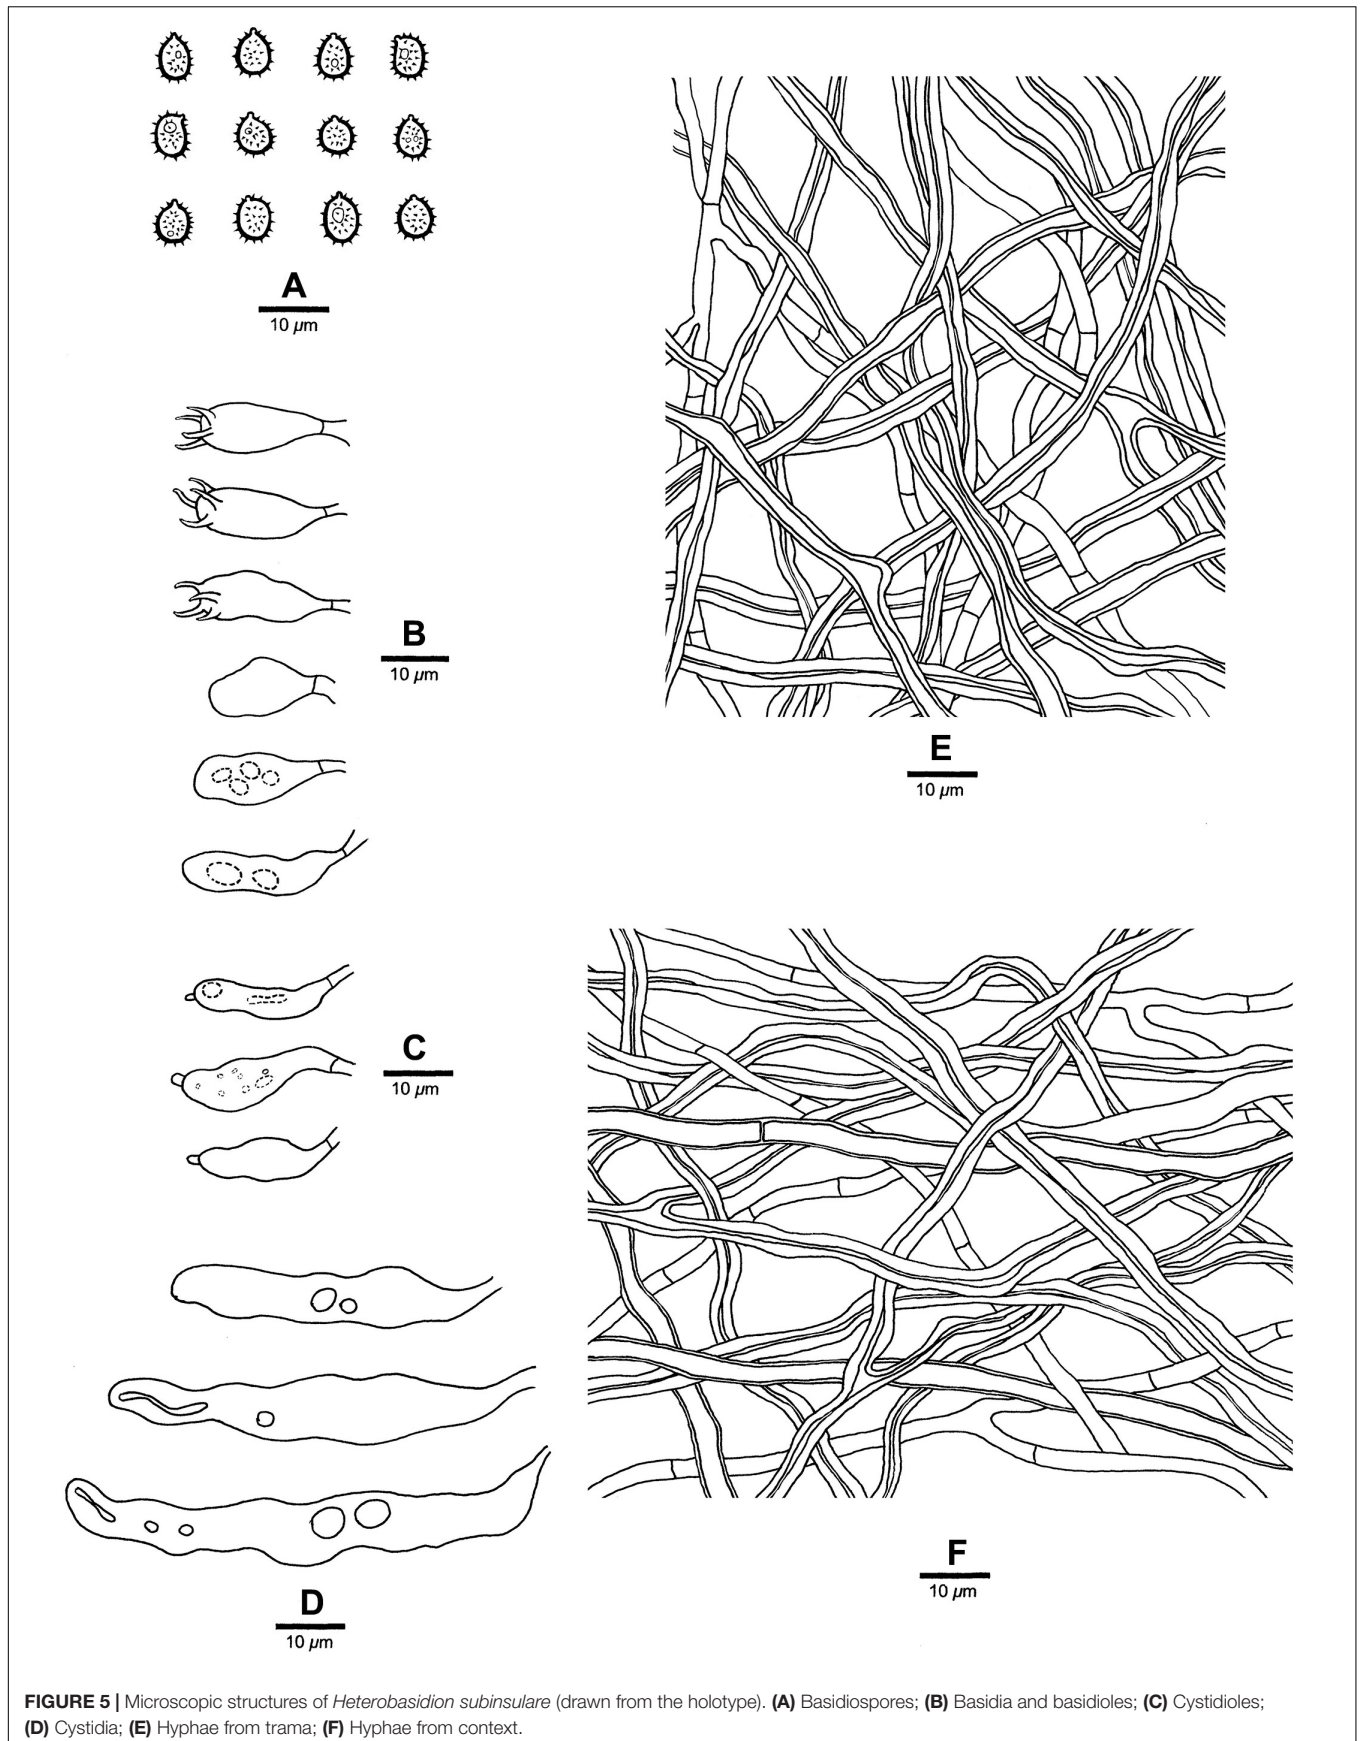 A
10 µm
B
10 µm
C
10 µm
D
10 µm
E
10 µm
F
10 µm
FIGURE 5 | Microscopic structures of Heterobasidion subinsulare (drawn from the holotype). (A) Basidiospores; (B) Basidia and basidioles; (C) Cystidioles;
(D) Cystidia; (E) Hyphae from trama; (F) Hyphae from context.